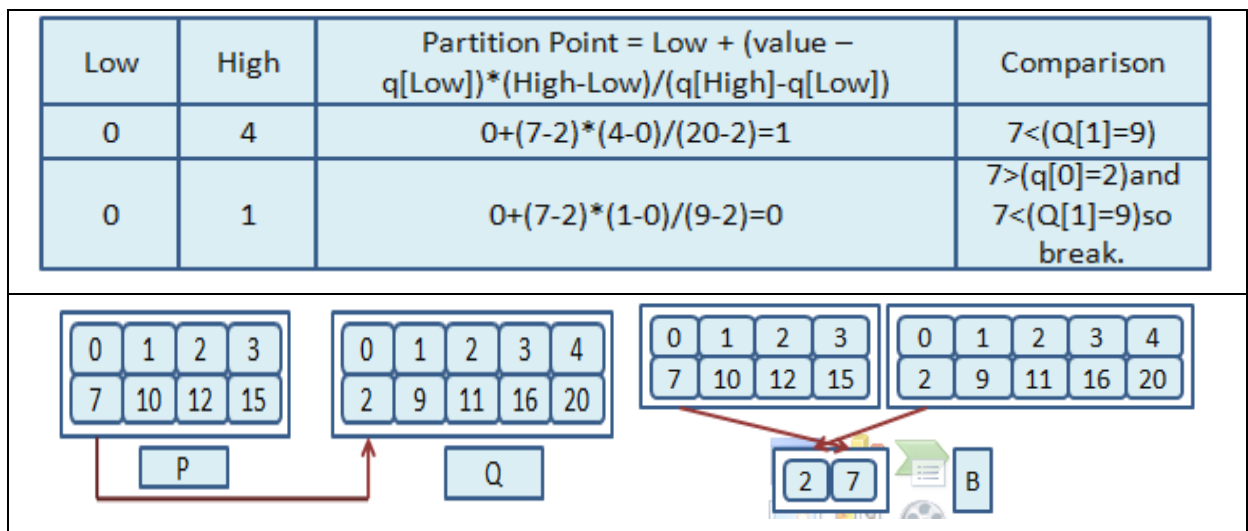 Low High Partition Point = Low + (value –
q[Low])*(High-Low)/(q[High]-q[Low]) Comparison
0 4 0+(7-2)*(4-0)/(20-2)=1 7<(Q[1]=9)
0 1 0+(7-2)*(1-0)/(9-2)=0 7>(q[0]=2)and
7<(Q[1]=9)so
break.
0 1 2 3
7 10 12 15
P
0 1 2 3 4
2 9 11 16 20
Q
0 1 2 3
7 10 12 15
0 1 2 3 4
2 9 11 16 20
2 7
B